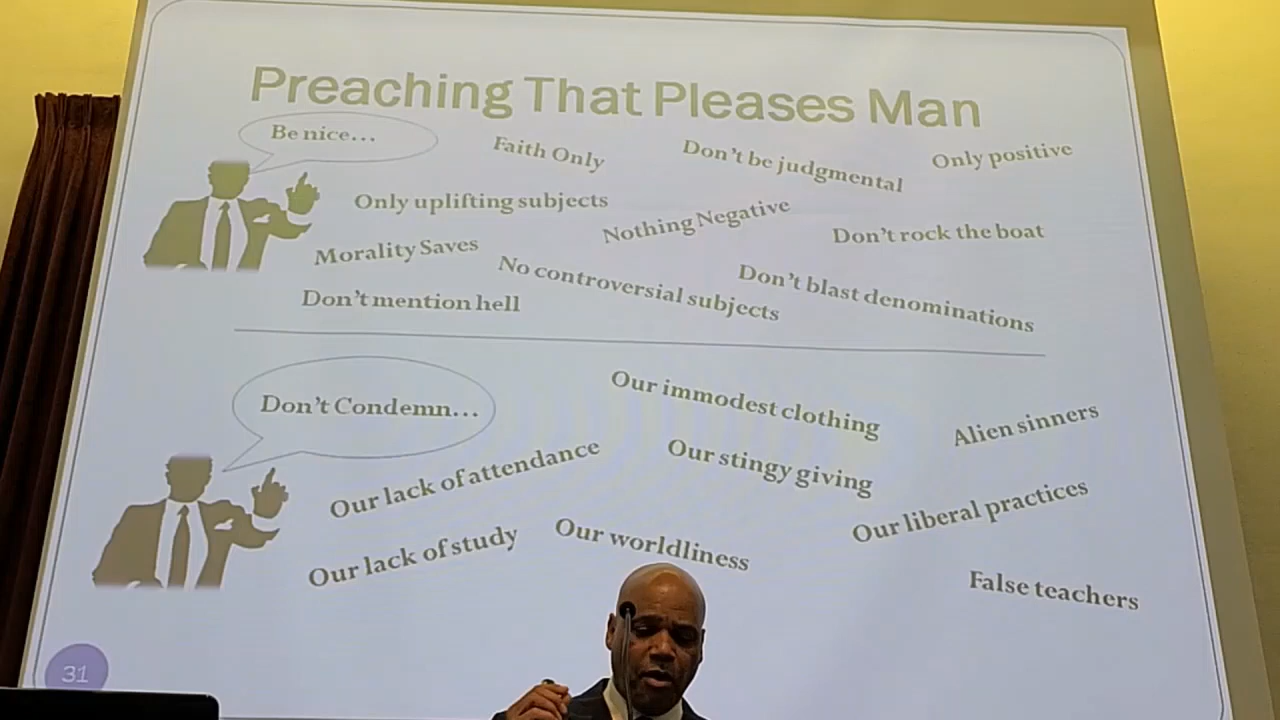 Preaching That Pleases Man
Be nice...
Faith Only
Don't be judgmental
Only positive
Only uplifting subjects
Nothing Negative
Don't rock the boat
Morality Saves
No controversial subjects
Don't blast denominations
Don't mention hell
Don't Condemn...
Our immodest clothing
Alien sinners
Our lack of attendance
Our stingy giving
Our liberal practices
Our lack of study
Our worldliness
False teachers
31